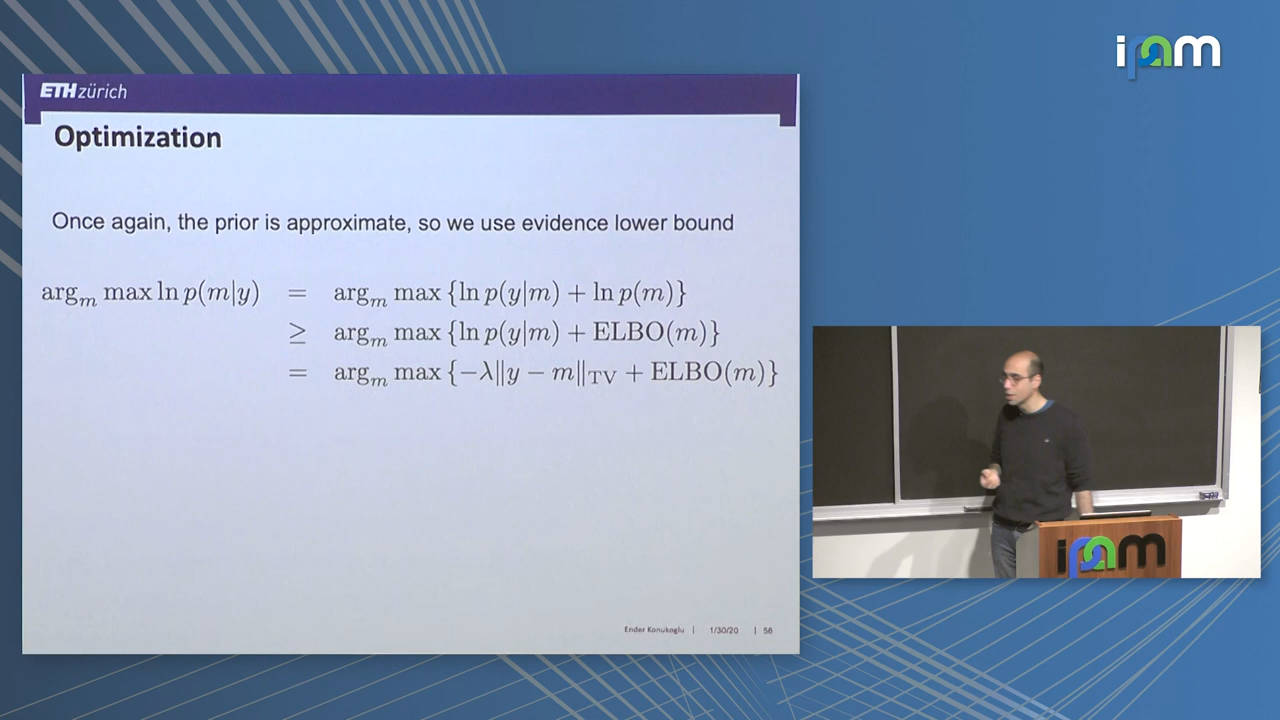 ipam
ETH zürich
Optimization
Once again, the prior is approximate, so we use evidence lower bound
arg_m max ln p(m|y) = arg_m max {ln p(y|m) + ln p(m)}
≥ arg_m max {ln p(y|m) + ELBO(m)}
= arg_m max {−λ‖y − m‖_TV + ELBO(m)}
ipam
Ender Konukoglu | 1/30/20 | 56